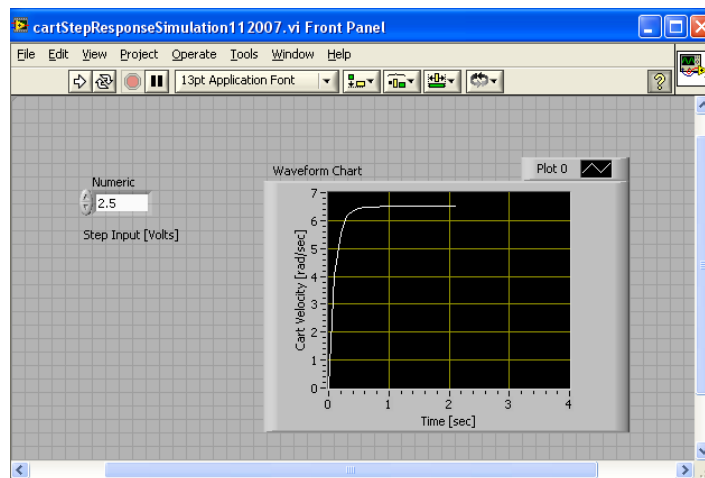 cartStepResponseSimulation112007.vi Front Panel
File Edit View Project Operate Tools Window Help
13pt Application Font
Waveform Chart
Plot 0
Numeric
2.5
Step Input [Volts]
Cart Velocity [rad/sec]
7
6
5
4
3
2
1
0
0 1 2 3 4
Time [sec]